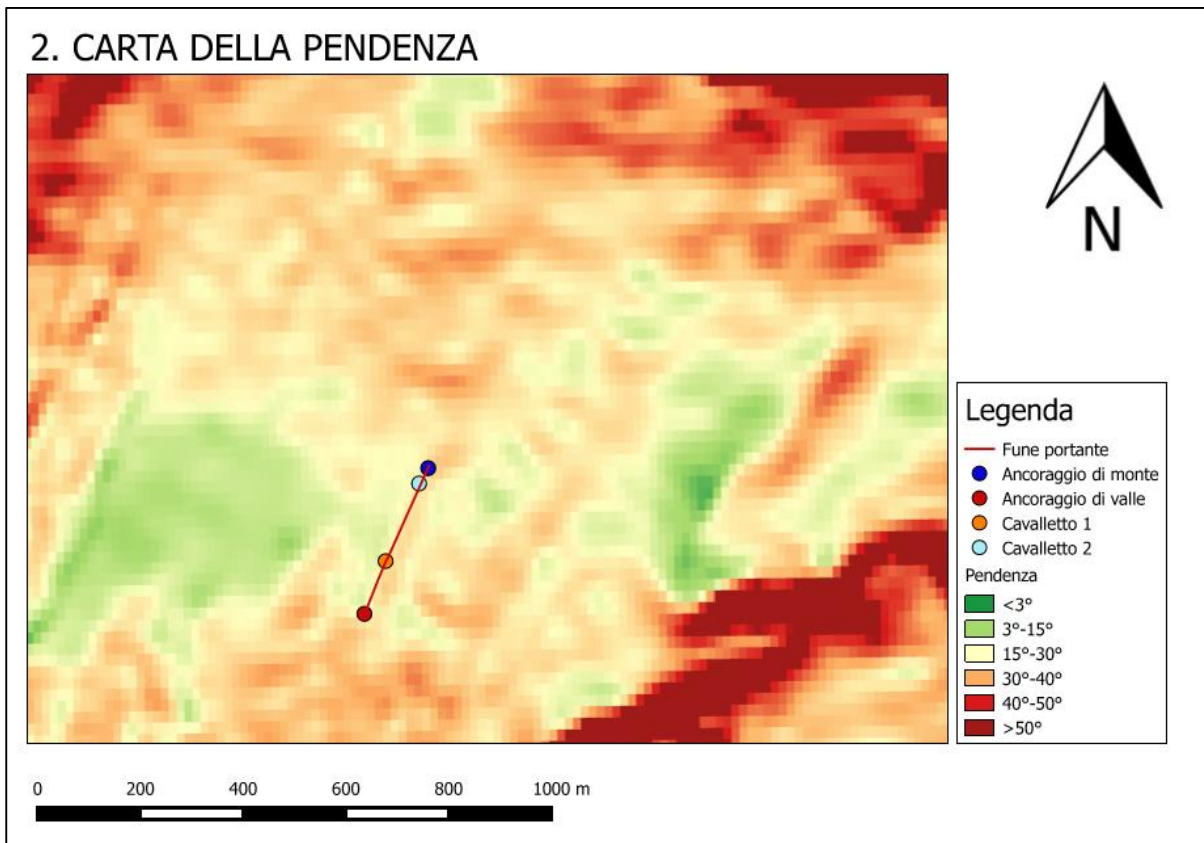 2. CARTA DELLA PENDENZA
N
Legenda
Fune portante
Ancoraggio di monte
Ancoraggio di valle
Cavalletto 1
Cavalletto 2
Pendenza
<3°
3°-15°
15°-30°
30°-40°
40°-50°
>50°
0 200 400 600 800 1000 m